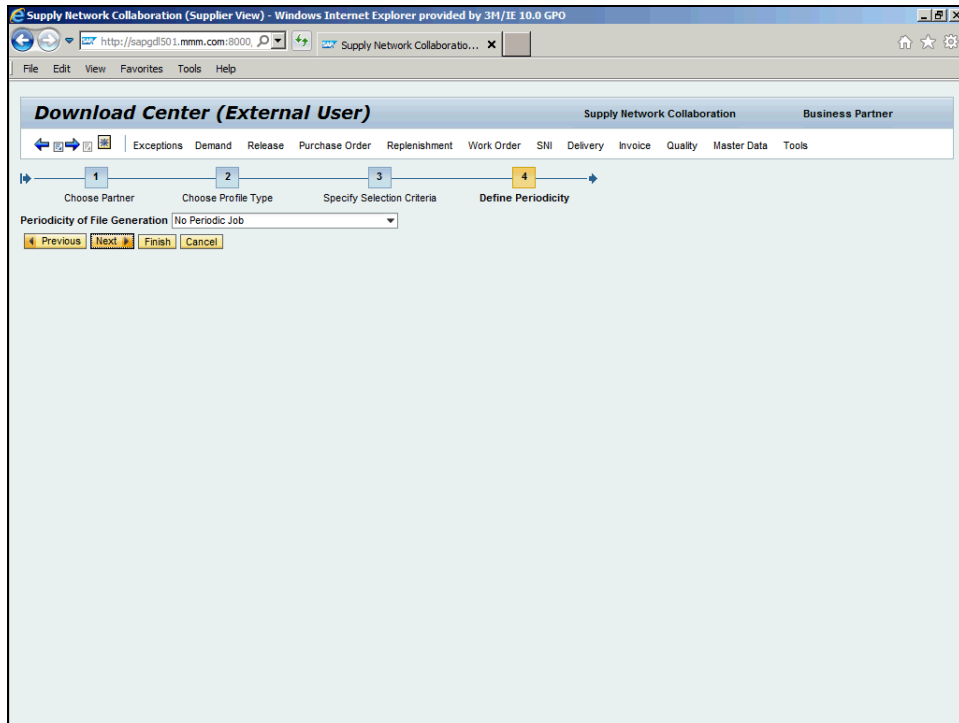 Supply Network Collaboration (Supplier View) - Windows Internet Explorer provided by 3M/IE 10.0 GPO
http://sapgdl501.mmm.com:8000,
Supply Network Collaboratio...
File Edit View Favorites Tools Help
Download Center (External User) Supply Network Collaboration Business Partner
Exceptions Demand Release Purchase Order Replenishment Work Order SNI Delivery Invoice Quality Master Data Tools
1 2 3 4
Choose Partner Choose Profile Type Specify Selection Criteria Define Periodicity
Periodicity of File Generation No Periodic Job
Previous Next Finish Cancel